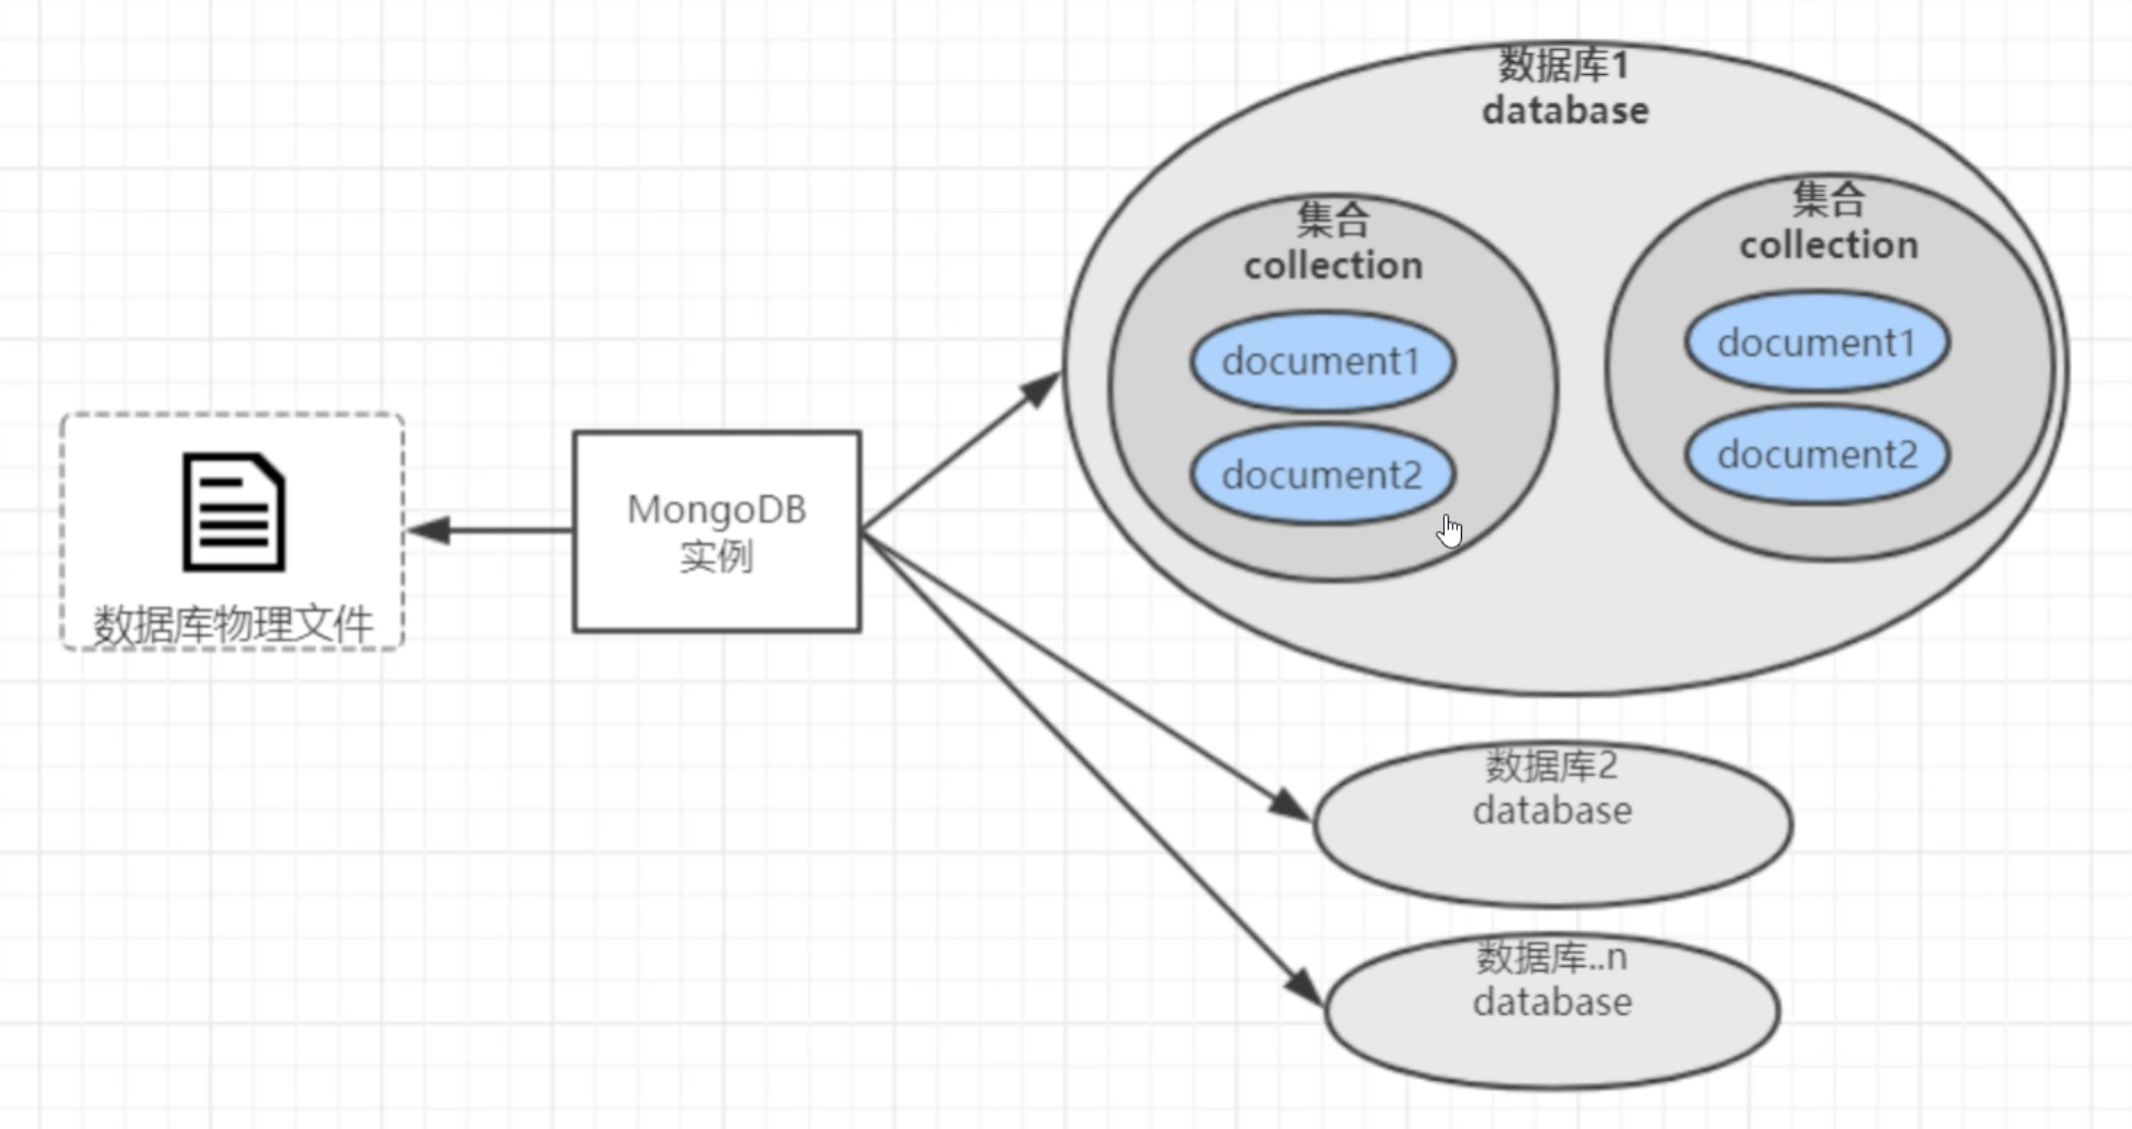 数据库物理文件
MongoDB
实例
数据库1
database
集合
collection
document1
document2
集合
collection
document1
document2
数据库2
database
数据库..n
database